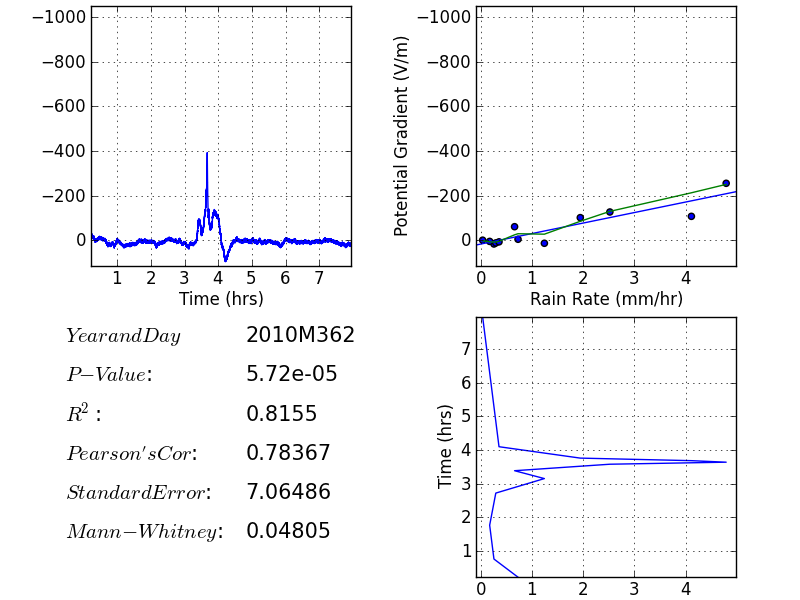 −1000
−800
−600
−400
−200
0
1 2 3 4 5 6 7
Time (hrs)
Potential Gradient (V/m)
−1000
−800
−600
−400
−200
0
0 1 2 3 4
Rain Rate (mm/hr)
YearandDay 2010M362
P−Value: 5.72e-05
R²: 0.8155
Pearson'sCor: 0.78367
StandardError: 7.06486
Mann−Whitney: 0.04805
Time (hrs)
7
6
5
4
3
2
1
0 1 2 3 4